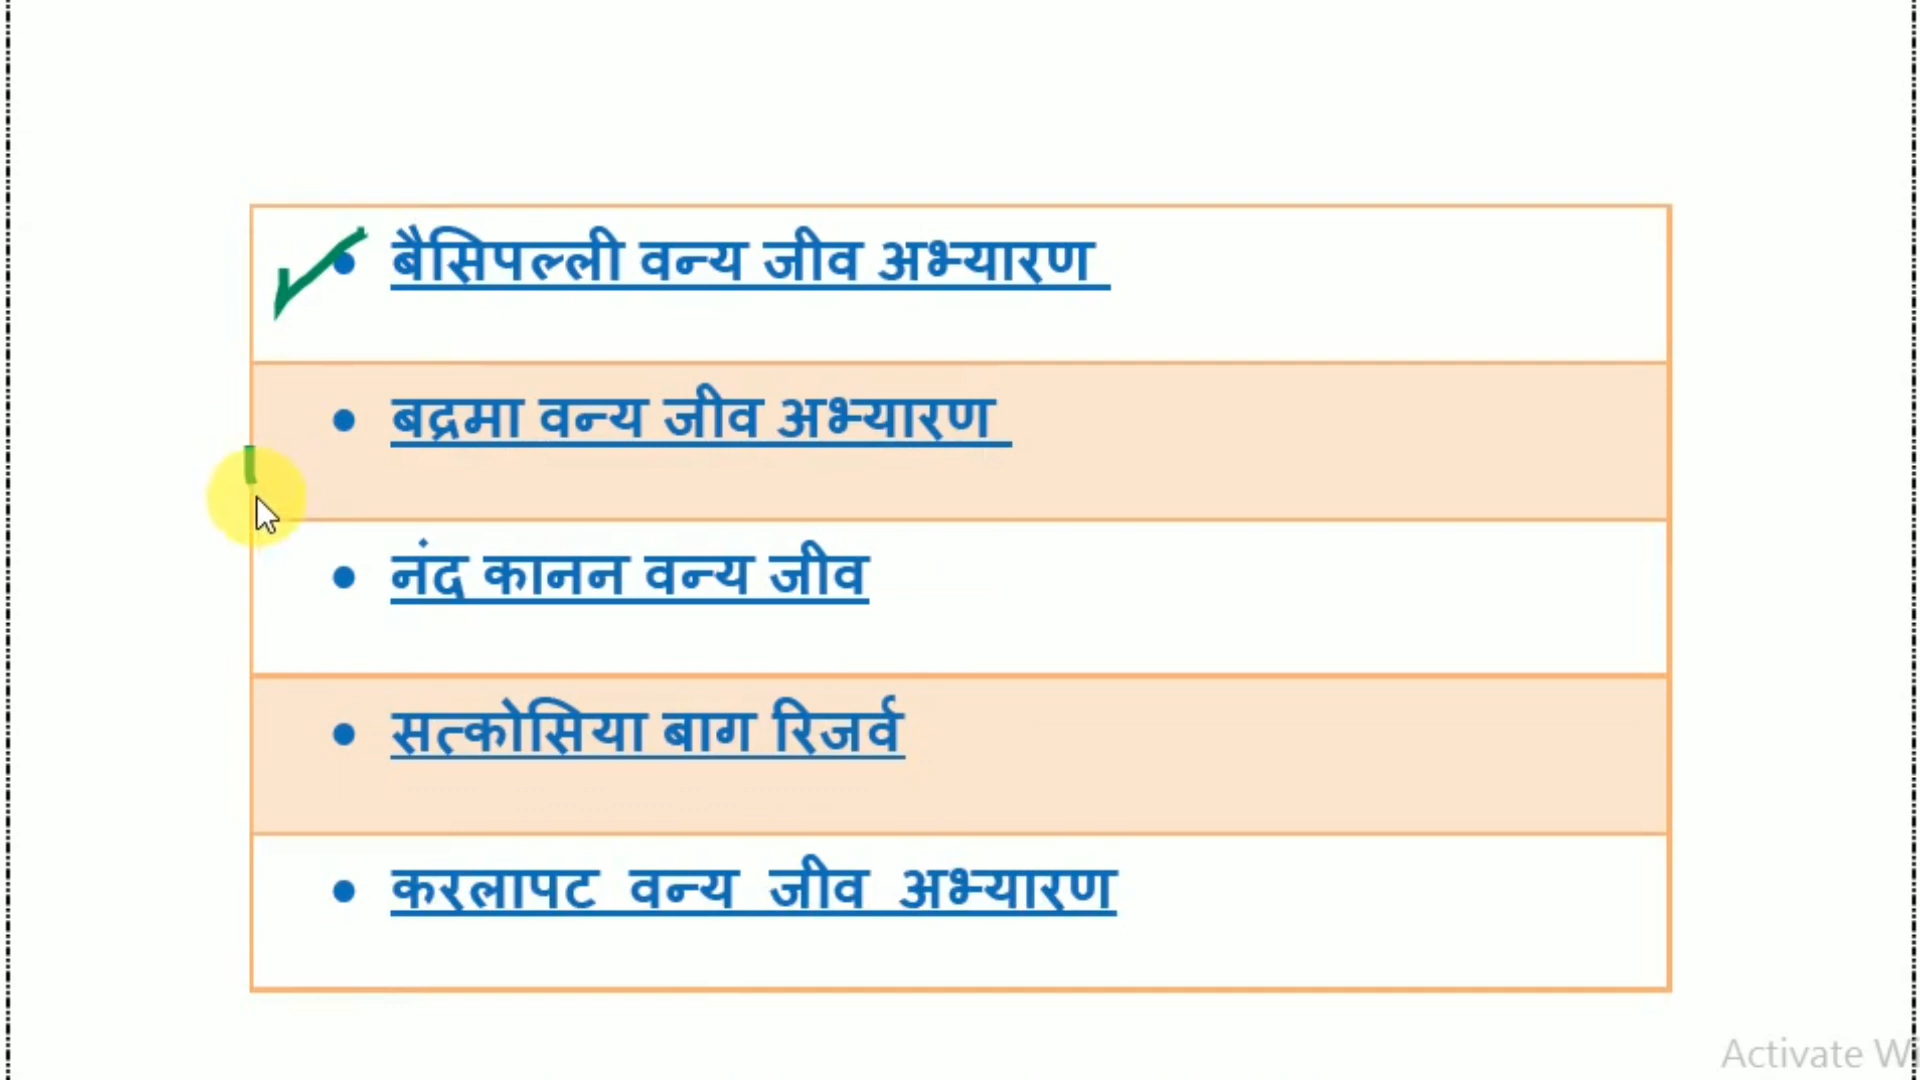 बैसिपल्ली वन्य जीव अभ्यारण
बद्रमा वन्य जीव अभ्यारण
नंद कानन वन्य जीव
सत्कोसिया बाग रिजर्व
करलापट वन्य जीव अभ्यारण
Activate Wi